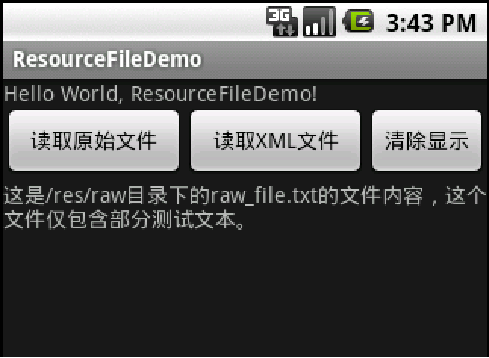 3G 3:43 PM
ResourceFileDemo
Hello World, ResourceFileDemo!
读取原始文件 读取XML文件 清除显示
这是/res/raw目录下的raw_file.txt的文件内容，这个
文件仅包含部分测试文本。